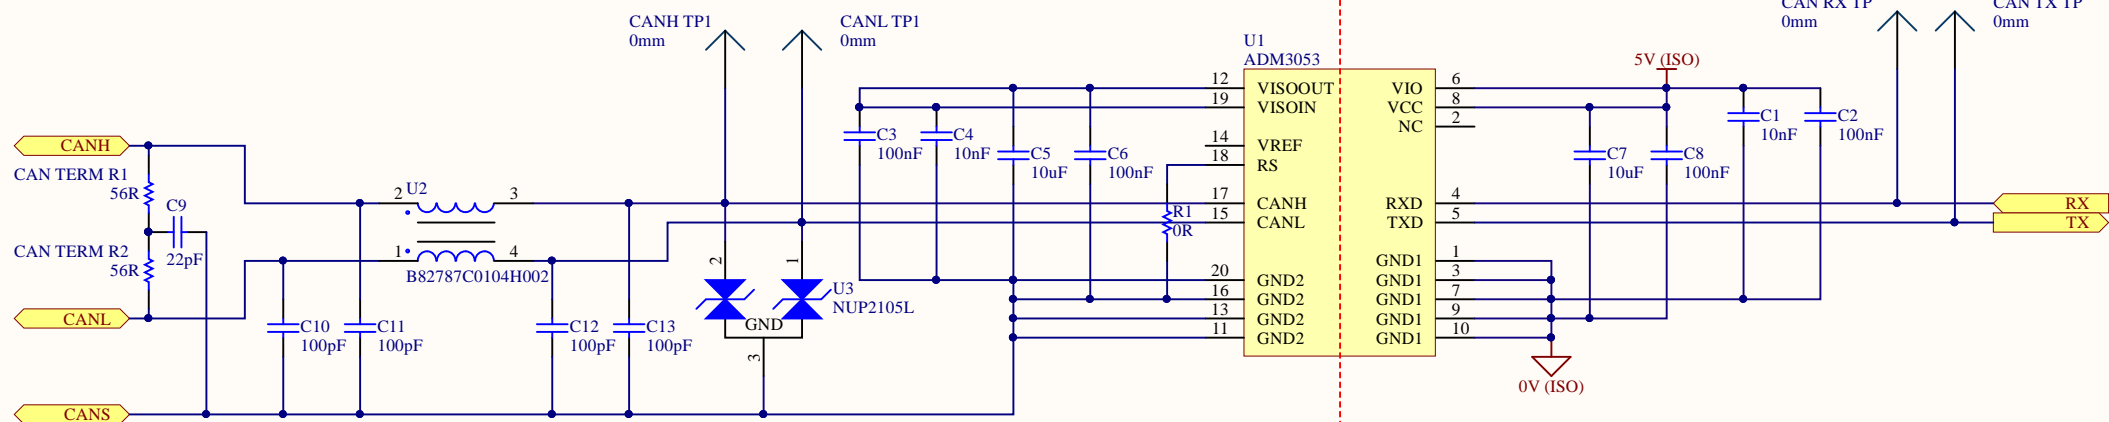 CANH TP1
0mm
CANL TP1
0mm
CAN RX TP
0mm
CAN TX TP
0mm
U1
ADM3053
5V (ISO)
12 VISOOUT VIO 6
19 VISOIN VCC 8
NC 2
14 VREF
18 RS
17 CANH RXD 4
15 CANL TXD 5
GND1 1
20 GND2 GND1 3
16 GND2 GND1 7
13 GND2 GND1 9
11 GND2 GND1 10
C3
100nF
C4
10nF
C5
10uF
C6
100nF
R1
0R
C7
10uF
C8
100nF
C1
10nF
C2
100nF
RX
TX
0V (ISO)
CANH
CAN TERM R1
56R
C9
22pF
CAN TERM R2
56R
CANL
CANS
U2
2 3
1 4
B82787C0104H002
C10
100pF
C11
100pF
C12
100pF
C13
100pF
2 1
U3
NUP2105L
GND
3